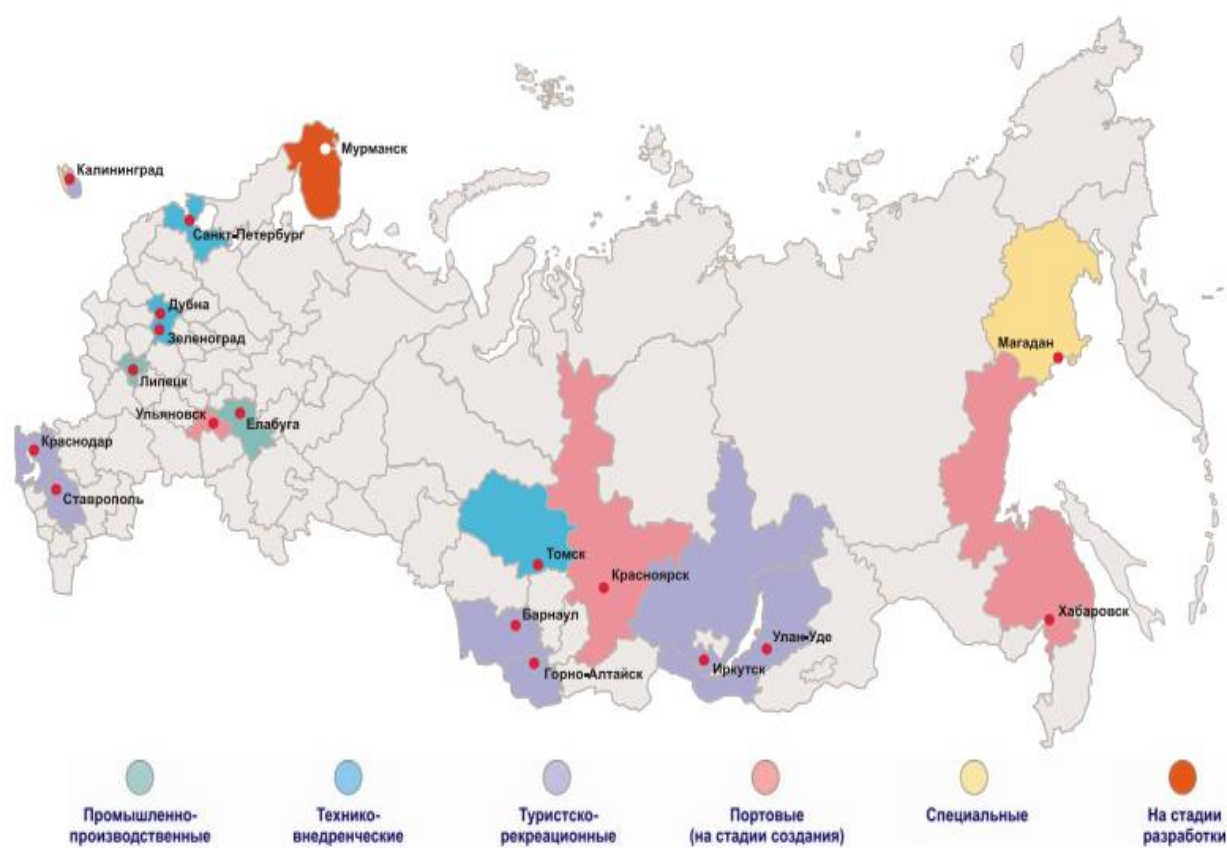 Мурманск
Калининград
Санкт-Петербург
Дубна
Зеленоград
Магадан
Липецк
Ульяновск
Елабуга
Краснодар
Ставрополь
Томск
Красноярск
Хабаровск
Барнаул
Улан-Уде
Иркутск
Горно-Алтайск
Промышленно-
производственные
Технико-
внедренческие
Туристско-
рекреационные
Портовые
(на стадии создания)
Специальные
На стадии
разработки